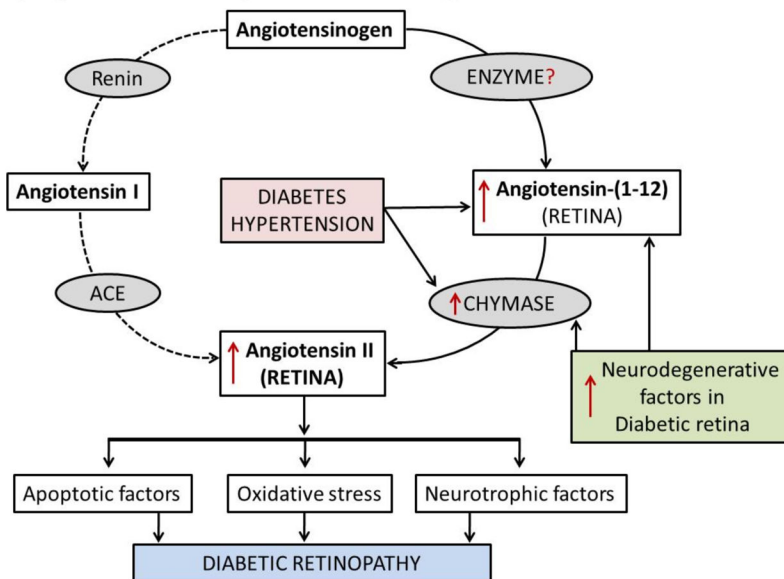 Angiotensinogen
Renin
ENZYME?
Angiotensin I
DIABETES
HYPERTENSION
Angiotensin-(1-12)
(RETINA)
ACE
CHYMASE
Angiotensin II
(RETINA)
Neurodegenerative
factors in
Diabetic retina
Apoptotic factors
Oxidative stress
Neurotrophic factors
DIABETIC RETINOPATHY